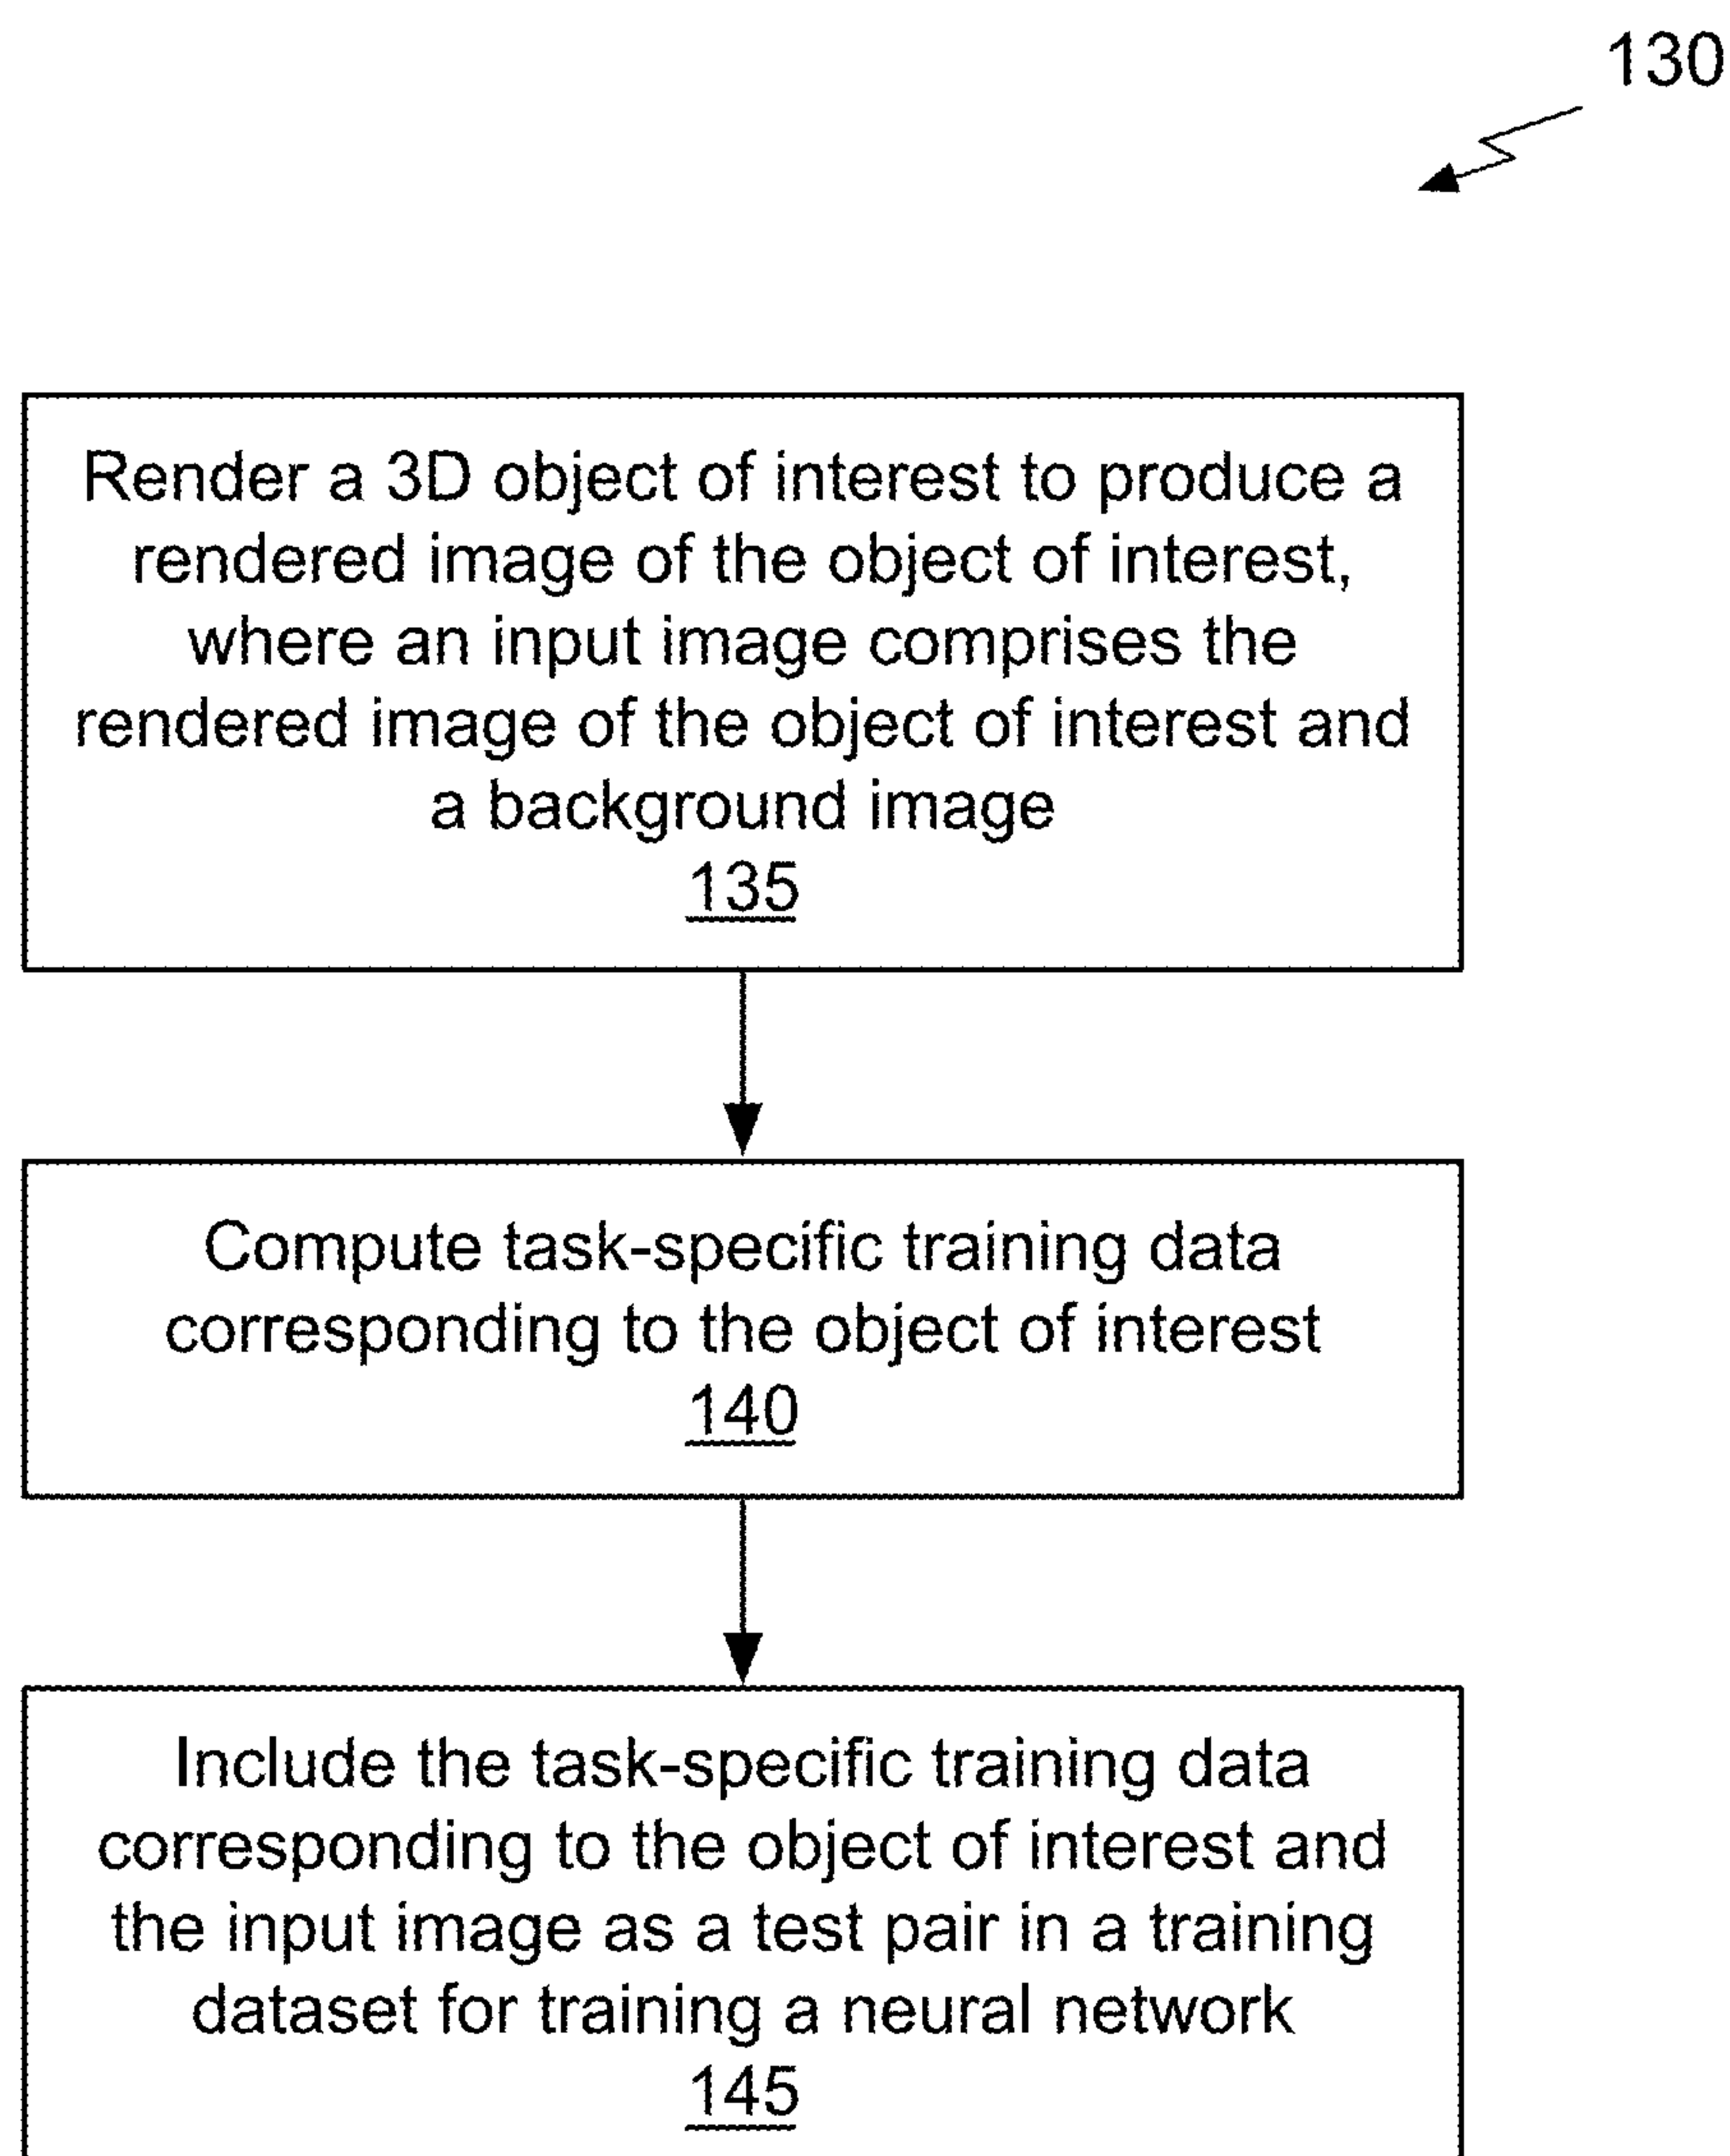 130
Render a 3D object of interest to produce a
rendered image of the object of interest,
where an input image comprises the
rendered image of the object of interest and
a background image
135
Compute task-specific training data
corresponding to the object of interest
140
Include the task-specific training data
corresponding to the object of interest and
the input image as a test pair in a training
dataset for training a neural network
145